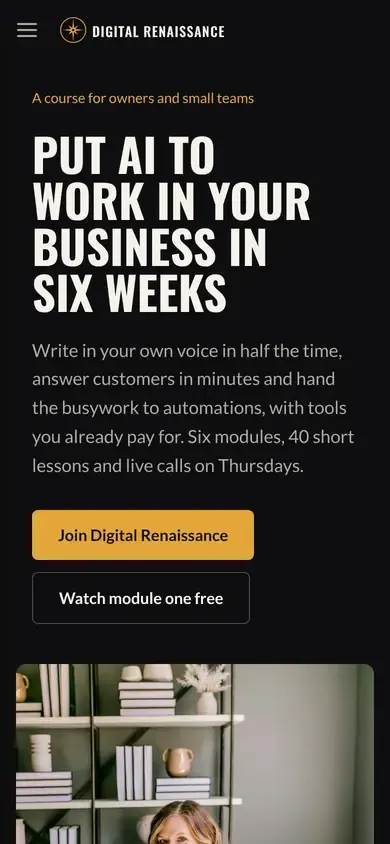 DIGITAL RENAISSANCE
A course for owners and small teams
PUT AI TO
WORK IN YOUR
BUSINESS IN
SIX WEEKS
Write in your own voice in half the time,
answer customers in minutes and hand
the busywork to automations, with tools
you already pay for. Six modules, 40 short
lessons and live calls on Thursdays.
Join Digital Renaissance
Watch module one free